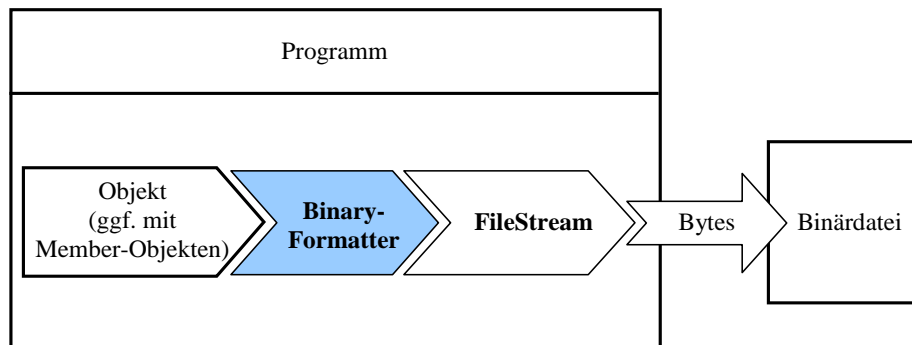 Programm
Objekt
(ggf. mit
Member-Objekten)
Binary-
Formatter
FileStream
Bytes
Binärdatei